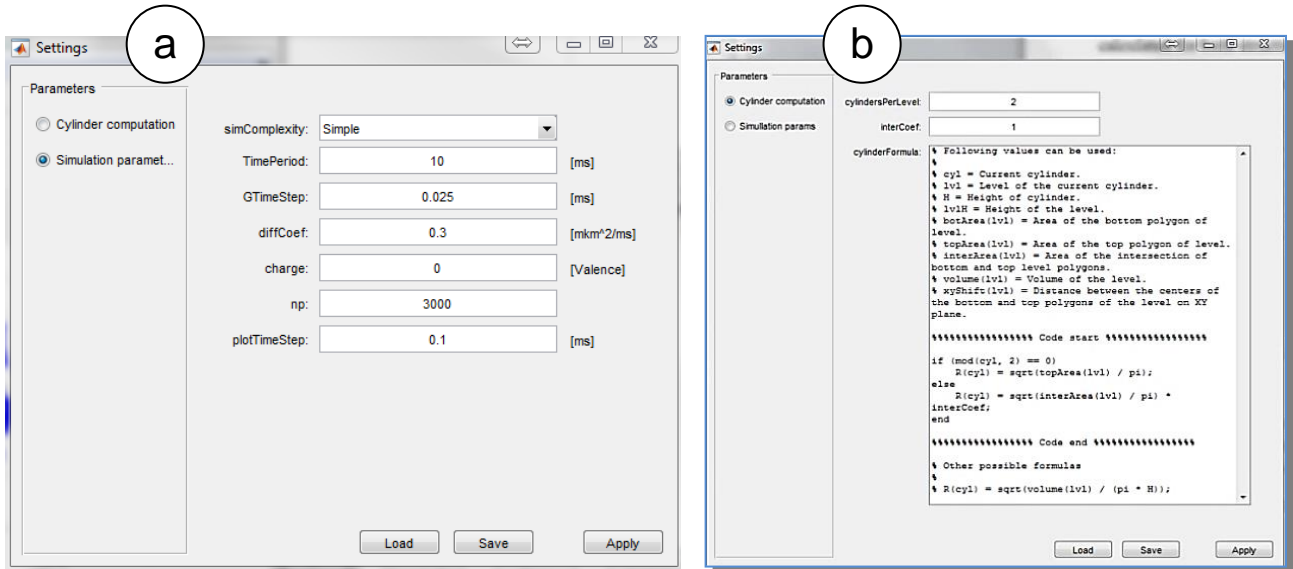 a
Settings
Parameters
Cylinder computation
Simulation paramet...
simComplexity: Simple
TimePeriod: 10 [ms]
GTimeStep: 0.025 [ms]
diffCoef: 0.3 [mkm^2/ms]
charge: 0 [Valence]
np: 3000
plotTimeStep: 0.1 [ms]
Load Save Apply
b
Settings
Parameters
Cylinder computation
Simullation params
cylindersPerLevel: 2
interCoef: 1
cylinderFormula:
% Following values can be used:
%
% cyl = Current cylinder.
% lvl = Level of the current cylinder.
% H = Height of cylinder.
% lvlH = Height of the level.
% botArea(lvl) = Area of the bottom polygon of
level.
% topArea(lvl) = Area of the top polygon of level.
% interArea(lvl) = Area of the intersection of
bottom and top level polygons.
% volume(lvl) = Volume of the level.
% xyShift(lvl) = Distance between the centers of
the bottom and top polygons of the level on XY
plane.
%%%%%%%%%%%%%%%%% Code start %%%%%%%%%%%%%%%%%
if (mod(cyl, 2) == 0)
R(cyl) = sqrt(topArea(lvl) / pi);
else
R(cyl) = sqrt(interArea(lvl) / pi) *
interCoef;
end
%%%%%%%%%%%%%%%%% Code end %%%%%%%%%%%%%%%%%
% Other possible formulas
%
% R(cyl) = sqrt(volume(lvl) / (pi * H));
Load Save Apply